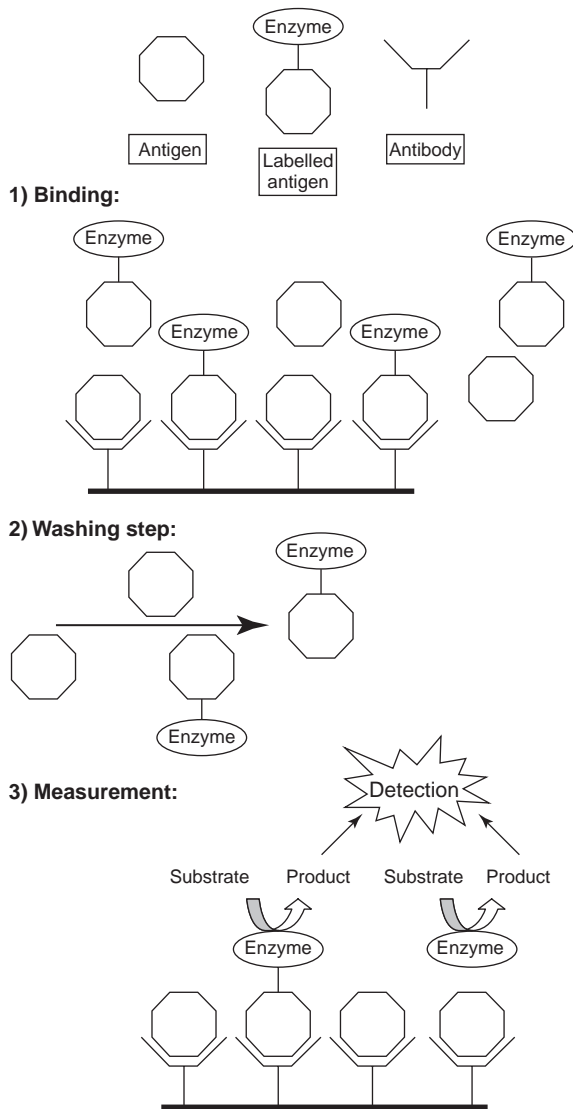 Enzyme
Antigen
Labelled
antigen
Antibody
1) Binding:
Enzyme
Enzyme
Enzyme
Enzyme
2) Washing step:
Enzyme
Enzyme
3) Measurement:
Detection
Substrate Product Substrate Product
Enzyme Enzyme